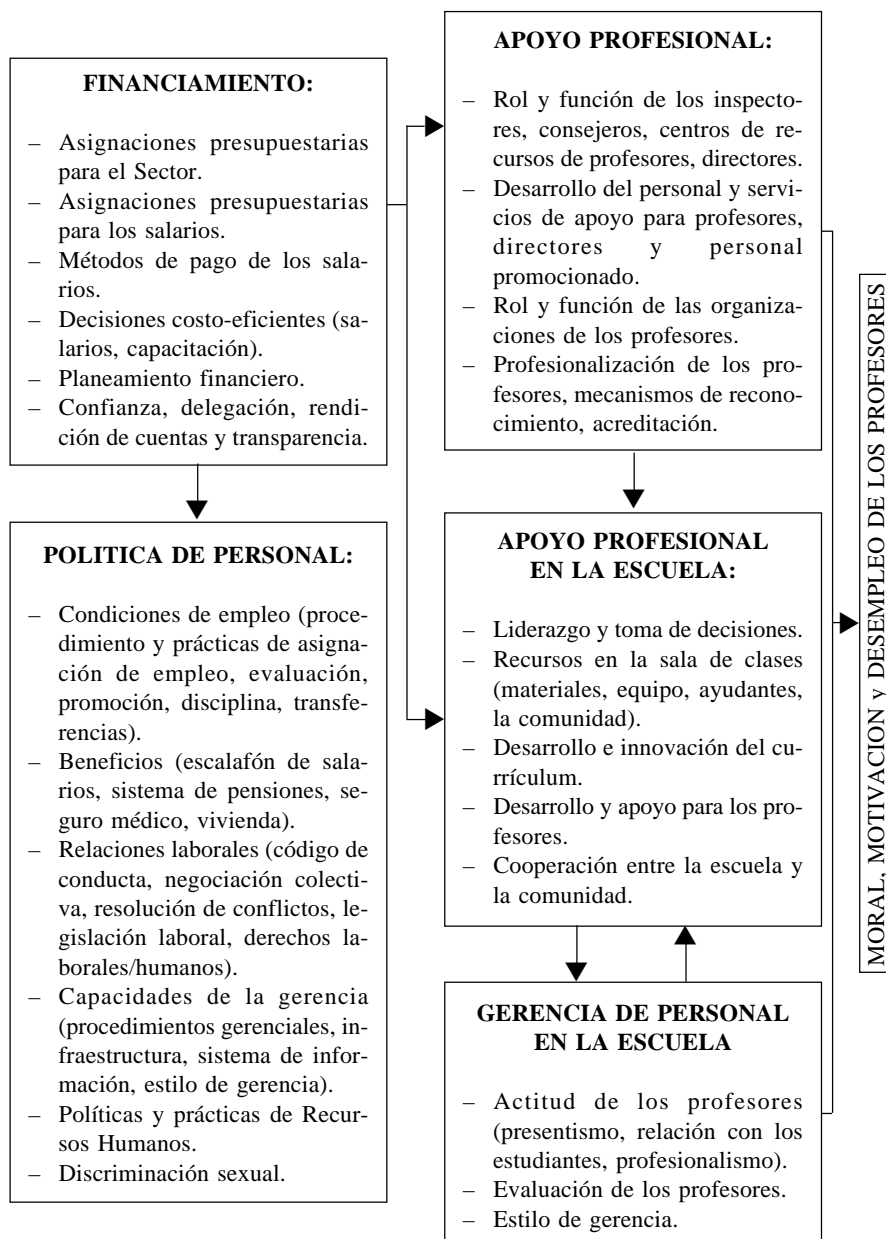 FINANCIAMIENTO:
– Asignaciones presupuestarias
para el Sector.
– Asignaciones presupuestarias
para los salarios.
– Métodos de pago de los sala-
rios.
– Decisiones costo-eficientes (sa-
larios, capacitación).
– Planeamiento financiero.
– Confianza, delegación, rendi-
ción de cuentas y transparencia.
POLITICA DE PERSONAL:
– Condiciones de empleo (proce-
dimiento y prácticas de asigna-
ción de empleo, evaluación,
promoción, disciplina, transfe-
rencias).
– Beneficios (escalafón de sala-
rios, sistema de pensiones, se-
guro médico, vivienda).
– Relaciones laborales (código de
conducta, negociación colecti-
va, resolución de conflictos, le-
gislación laboral, derechos la-
borales/humanos).
– Capacidades de la gerencia
(procedimientos gerenciales, in-
fraestructura, sistema de infor-
mación, estilo de gerencia).
– Políticas y prácticas de Recur-
sos Humanos.
– Discriminación sexual.
APOYO PROFESIONAL:
– Rol y función de los inspecto-
res, consejeros, centros de re-
cursos de profesores, directores.
– Desarrollo del personal y servi-
cios de apoyo para profesores,
directores y personal
promocionado.
– Rol y función de las organiza-
ciones de los profesores.
– Profesionalización de los pro-
fesores, mecanismos de recono-
cimiento, acreditación.
APOYO PROFESIONAL
EN LA ESCUELA:
– Liderazgo y toma de decisiones.
– Recursos en la sala de clases
(materiales, equipo, ayudantes,
la comunidad).
– Desarrollo e innovación del cu-
rrículum.
– Desarrollo y apoyo para los pro-
fesores.
– Cooperación entre la escuela y
la comunidad.
GERENCIA DE PERSONAL
EN LA ESCUELA
– Actitud de los profesores
(presentismo, relación con los
estudiantes, profesionalismo).
– Evaluación de los profesores.
– Estilo de gerencia.
MORAL, MOTIVACION y DESEMPLEO DE LOS PROFESORES